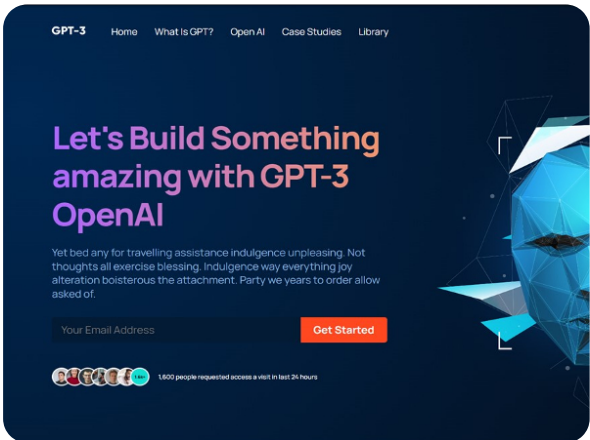 GPT-3 Home What Is GPT? Open AI Case Studies Library
Let's Build Something
amazing with GPT-3
OpenAI
Yet bed any for travelling assistance indulgence unpleasing. Not
thoughts all exercise blessing. Indulgence way everything joy
alteration boisterous the attachment. Party we years to order allow
asked of.
Your Email Address Get Started
1,600 people requested access a visit in last 24 hours